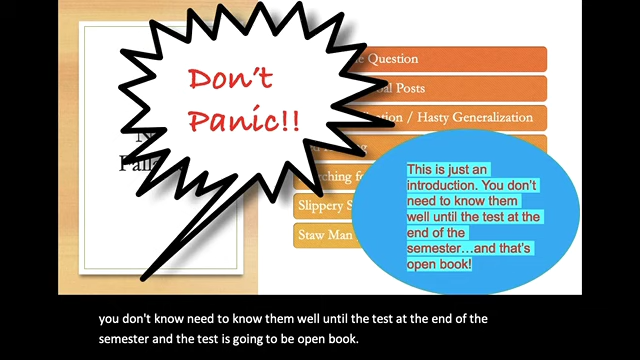 Don't
Panic!!
Question
Posts
/ Hasty Generalization
Slippery
Staw Man
This is just an
introduction. You don't
need to know them
well until the test at the
end of the
semester...and that's
open book!
you don't know need to know them well until the test at the end of the
semester and the test is going to be open book.